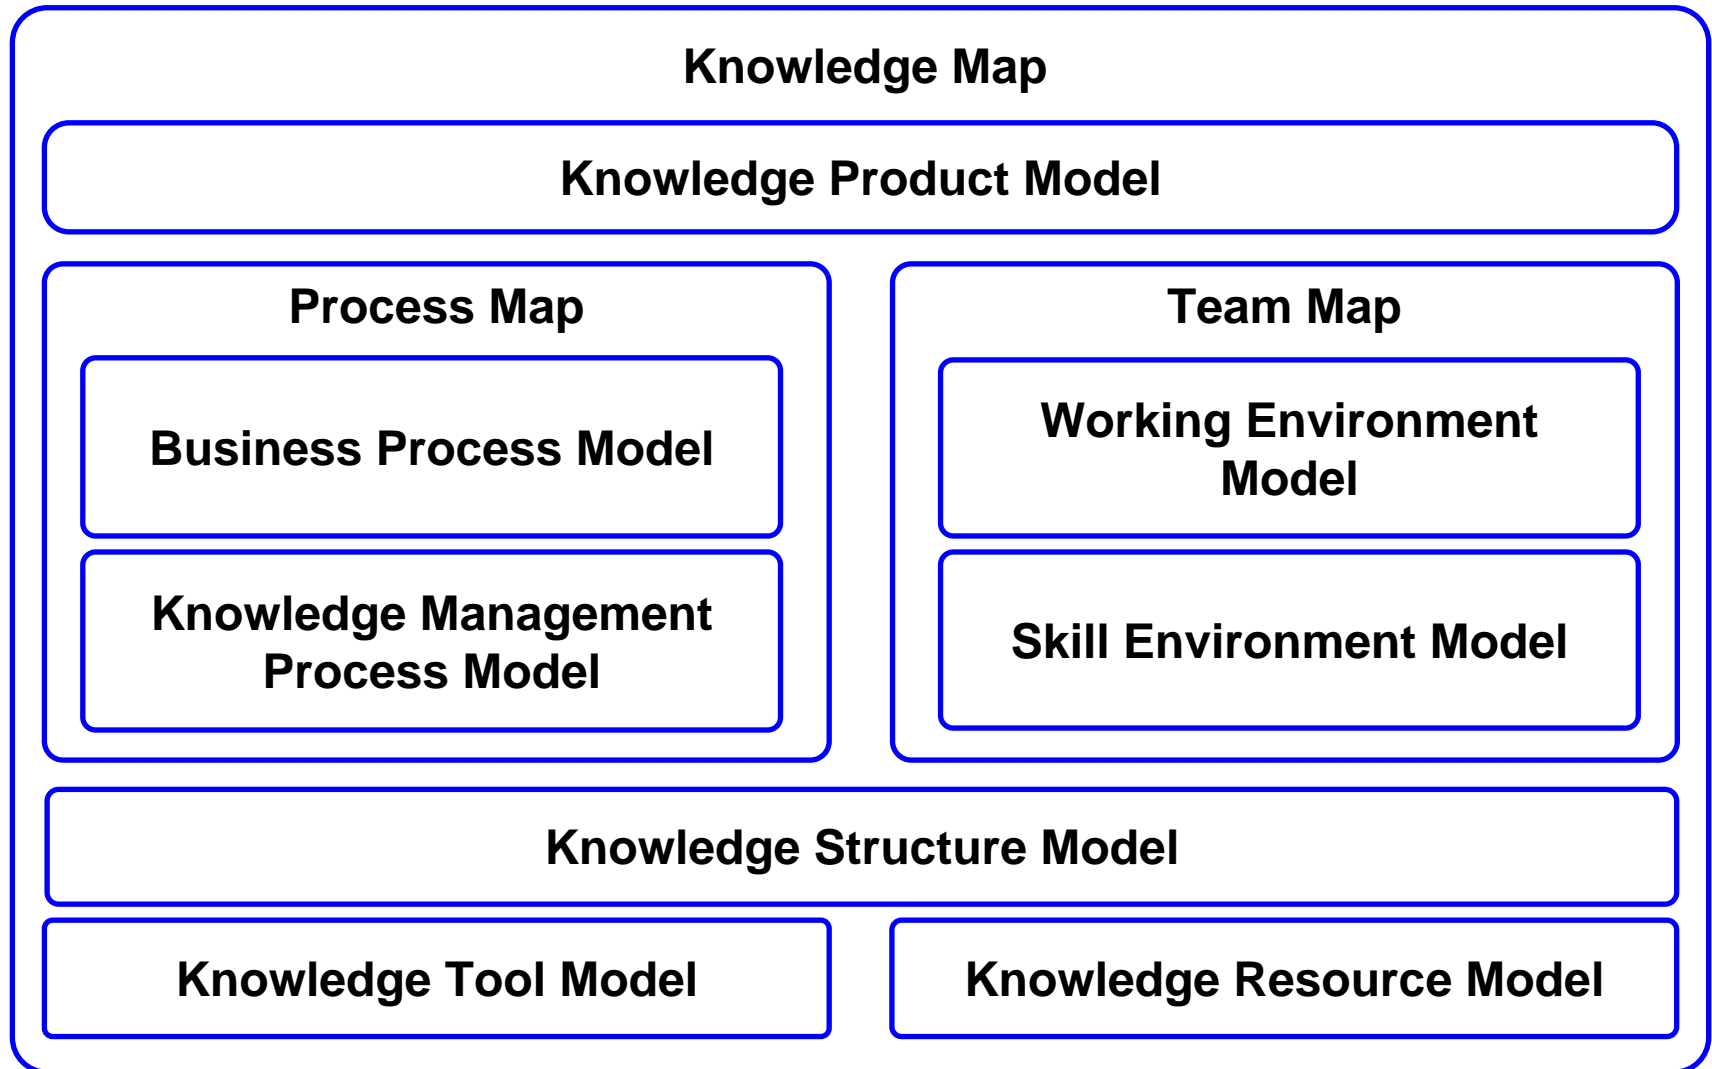 Knowledge Map
Knowledge Product Model
Process Map
Business Process Model
Knowledge Management
Process Model
Team Map
Working Environment
Model
Skill Environment Model
Knowledge Structure Model
Knowledge Tool Model
Knowledge Resource Model